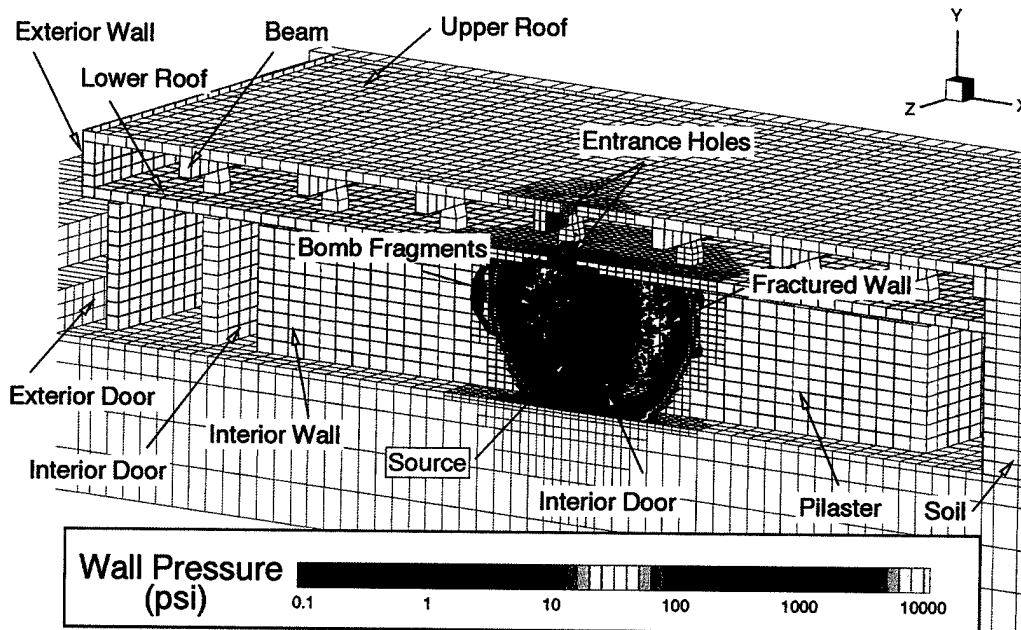 Exterior Wall
Beam
Upper Roof
Y
Lower Roof
Z
X
Entrance Holes
Bomb Fragments
Fractured Wall
Exterior Door
Interior Wall
Interior Door
Source
Interior Door
Pilaster
Soil
Wall Pressure
(psi)
0.1 1 10 100 1000 10000